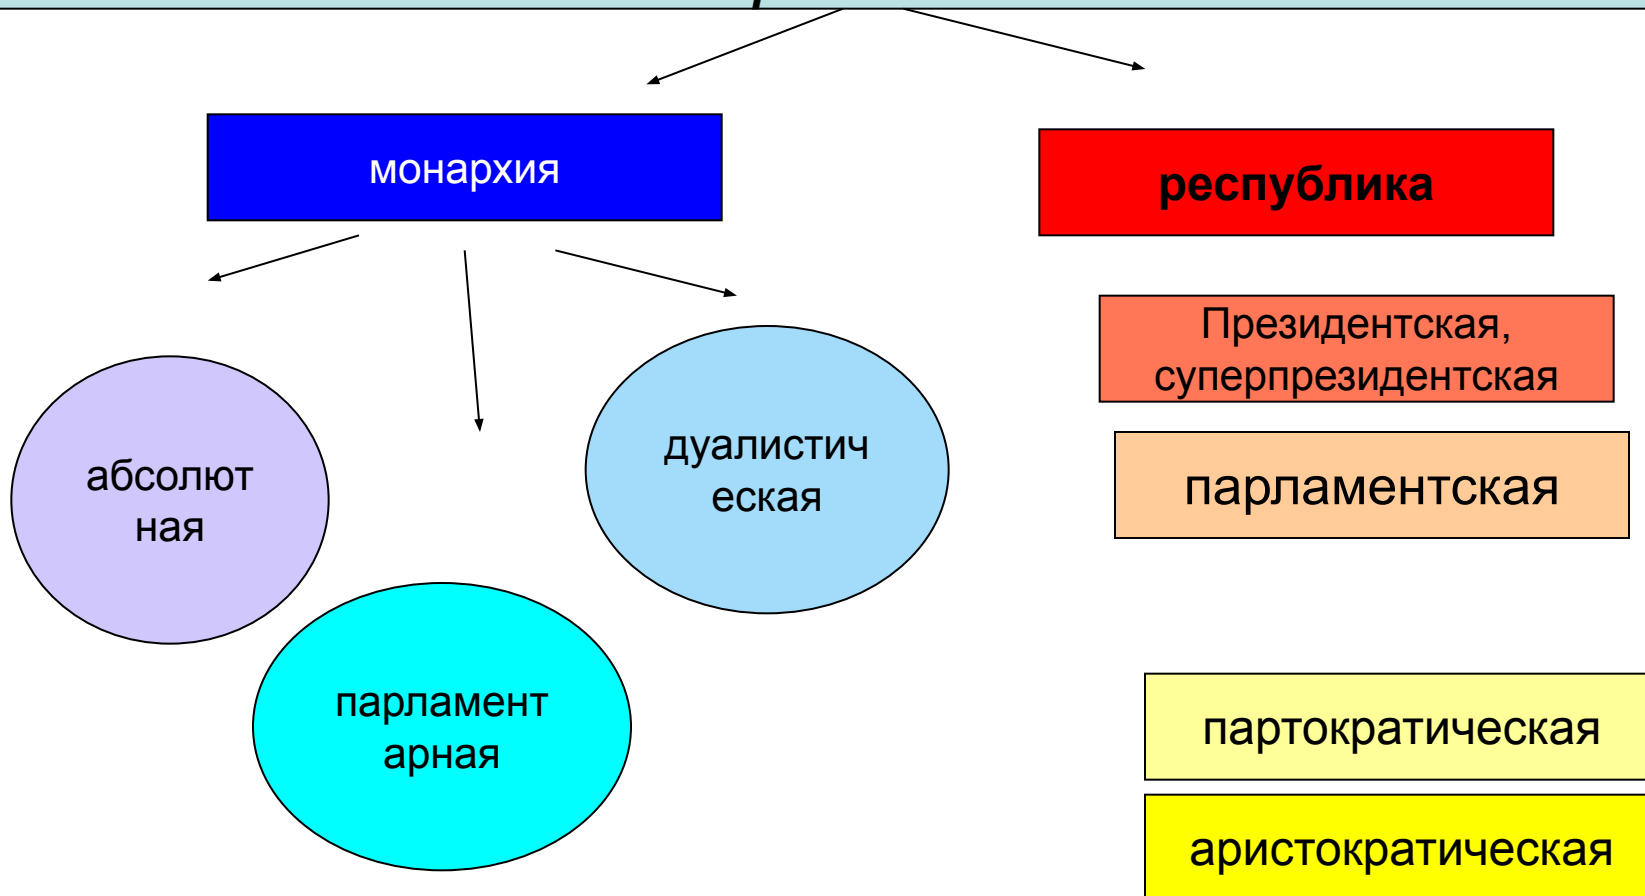 монархия
республика
Президентская,
суперпрезидентская
абсолют
ная
дуалистич
еская
парламентская
парламент
арная
партократическая
аристократическая